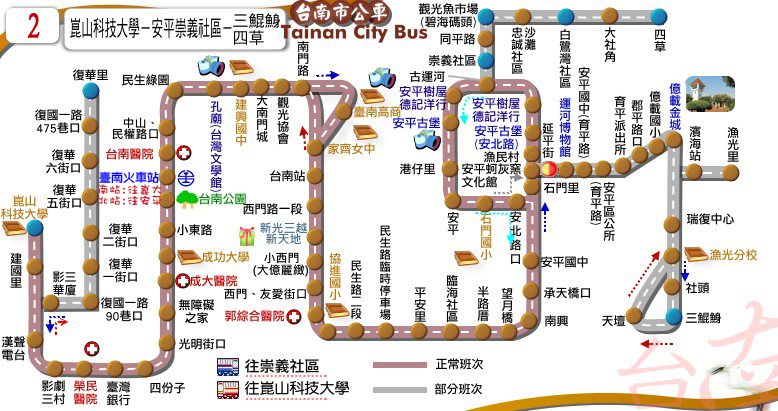 2
崑山科技大學－安平崇義社區－三鯤鯓
四草
台南市公車
Tainan City Bus
復華里
復國一路
475巷口
復華
六街口
復華
五街口
復華
二街口
復華
一街口
復國一路
90巷口
影三
寮崗
崑山
科技大學
建國里
漢聲
電台
影劇
三村
榮民
醫院
臺灣
銀行
四份子
光明街口
無障礙
之家
成大醫院
成功大學
小東路
台南公園
臺南火車站
南站:往崑大
北站:往安平
台南醫院
中山、
民權路口
民生綠園
孔廟(台灣文學館)
建興國中
大南門城
觀光協會
南門路
臺南高商
家齊女中
台南站
西門路一段
新光三越
新天地
小西門
(大億麗緻)
西門、友愛街口
郭綜合醫院
協進國小
民生路二段
民生路一段
民生路臨時停車場
平安里
臨海社區
半路厝
望月橋
南興
承天橋口
安平國中
安北路口
石門國小
安平
港仔里
安平古堡
安平樹屋
德記洋行
古運河
崇義社區
同平路
觀光魚市場
(碧海碼頭)
沙灘
忠誠社區
白鷺灣社區
大社角
四草
安平樹屋
德記洋行
安平古堡
(安北路)
漁民村
安平蚵灰窯
文化館
延平街
石門里
運河博物館
安平國中(育平路)
安平區公所
(育平路)
育平派出所
郡平路口
億載國小
億載金城
濱海站
漁光里
瑞復中心
漁光分校
社頭
三鯤鯓
天壇
往崇義社區
往崑山科技大學
正常班次
部分班次
台南